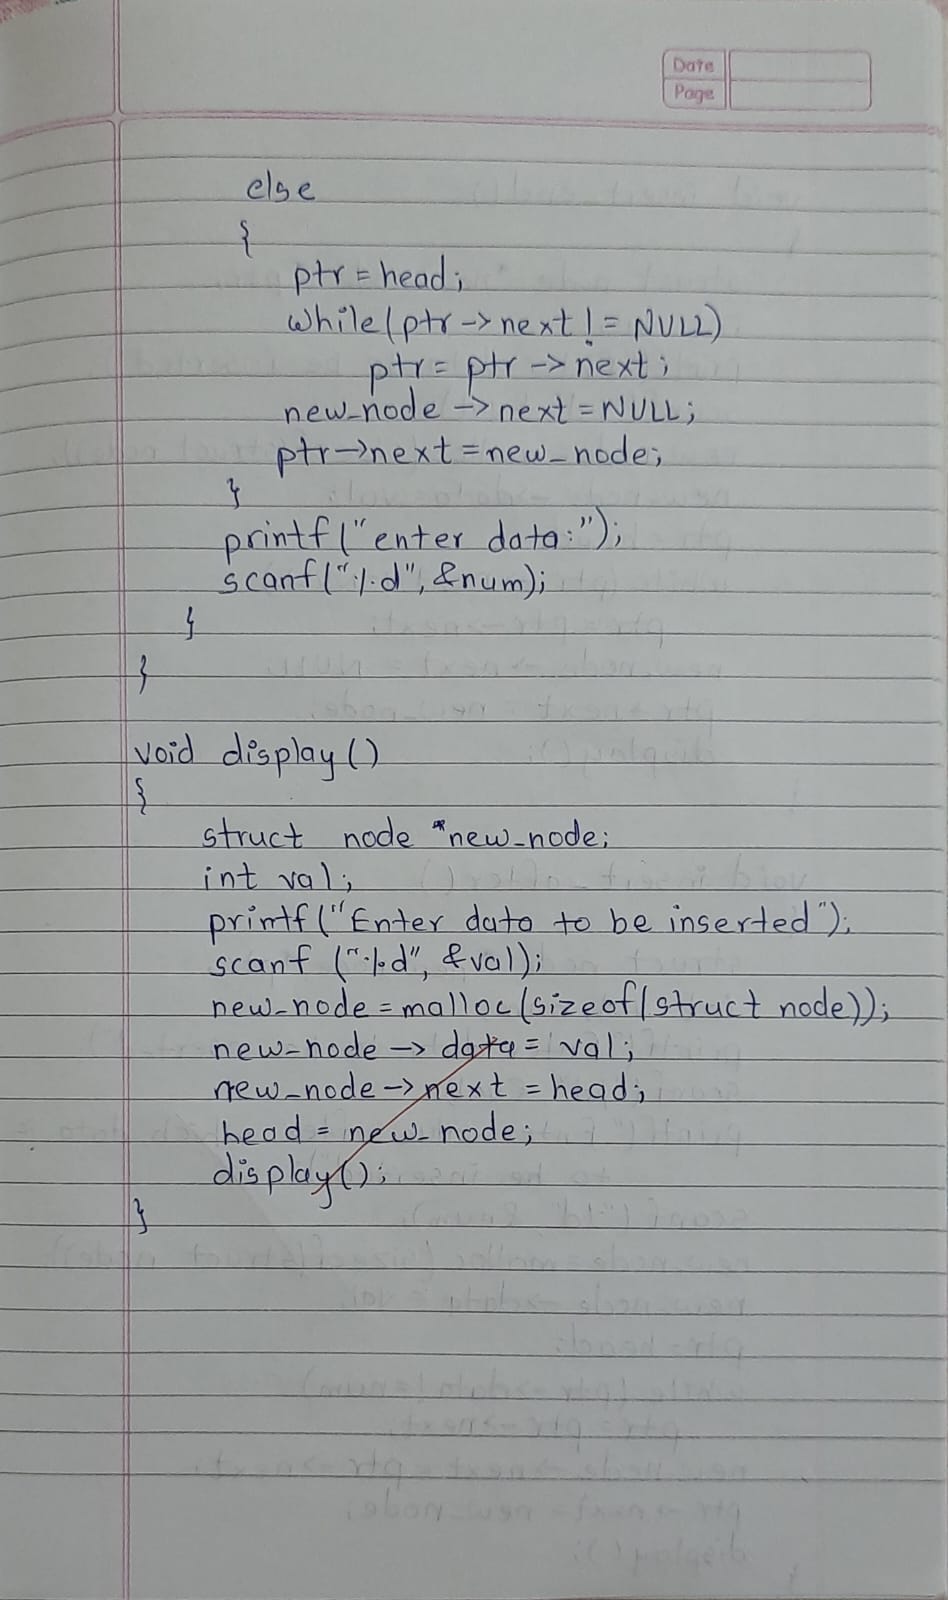 Date
Page
else
{
ptr = head;
while(ptr -> next != NULL)
ptr = ptr -> next;
new_node -> next = NULL;
ptr->next = new_node;
}
printf("enter data:");
scanf("%d", &num);
}
}
void display()
{
struct node *new_node;
int val;
printf("Enter data to be inserted");
scanf ("%d", &val);
new_node = malloc(sizeof(struct node));
new_node -> data = val;
new_node -> next = head;
head = new_node;
display();
}